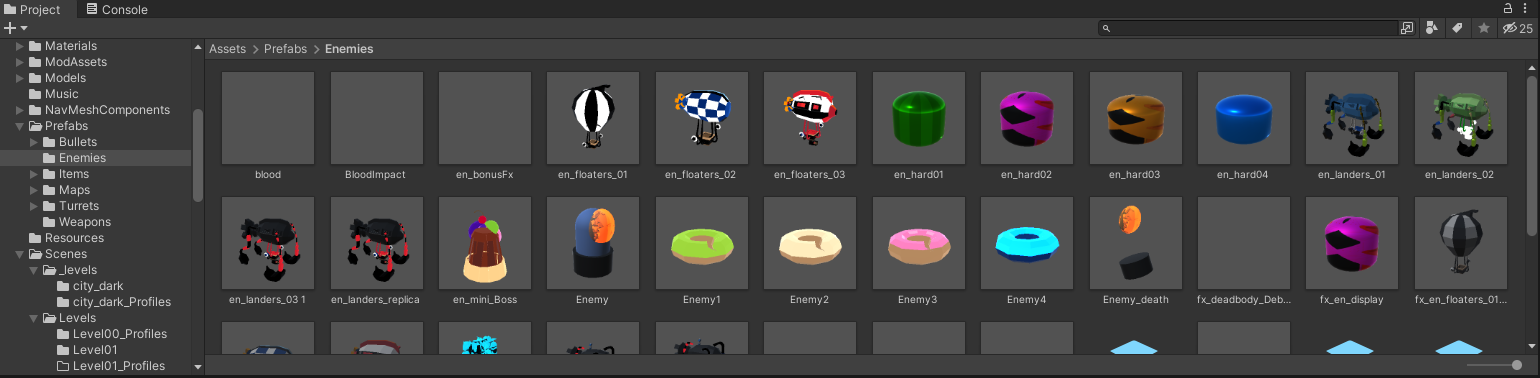 Project Console
25
Materials
ModAssets
Models
Music
NavMeshComponents
Prefabs
Bullets
Enemies
Items
Maps
Turrets
Weapons
Resources
Scenes
_levels
city_dark
city_dark_Profiles
Levels
Level00_Profiles
Level01
Level01_Profiles
Assets > Prefabs > Enemies
blood BloodImpact en_bonusFx en_floaters_01 en_floaters_02 en_floaters_03 en_hard01 en_hard02 en_hard03 en_hard04 en_landers_01 en_landers_02
en_landers_03 1 en_landers_replica en_mini_Boss Enemy Enemy1 Enemy2 Enemy3 Enemy4 Enemy_death fx_deadbody_Deb... fx_en_display fx_en_floaters_01...